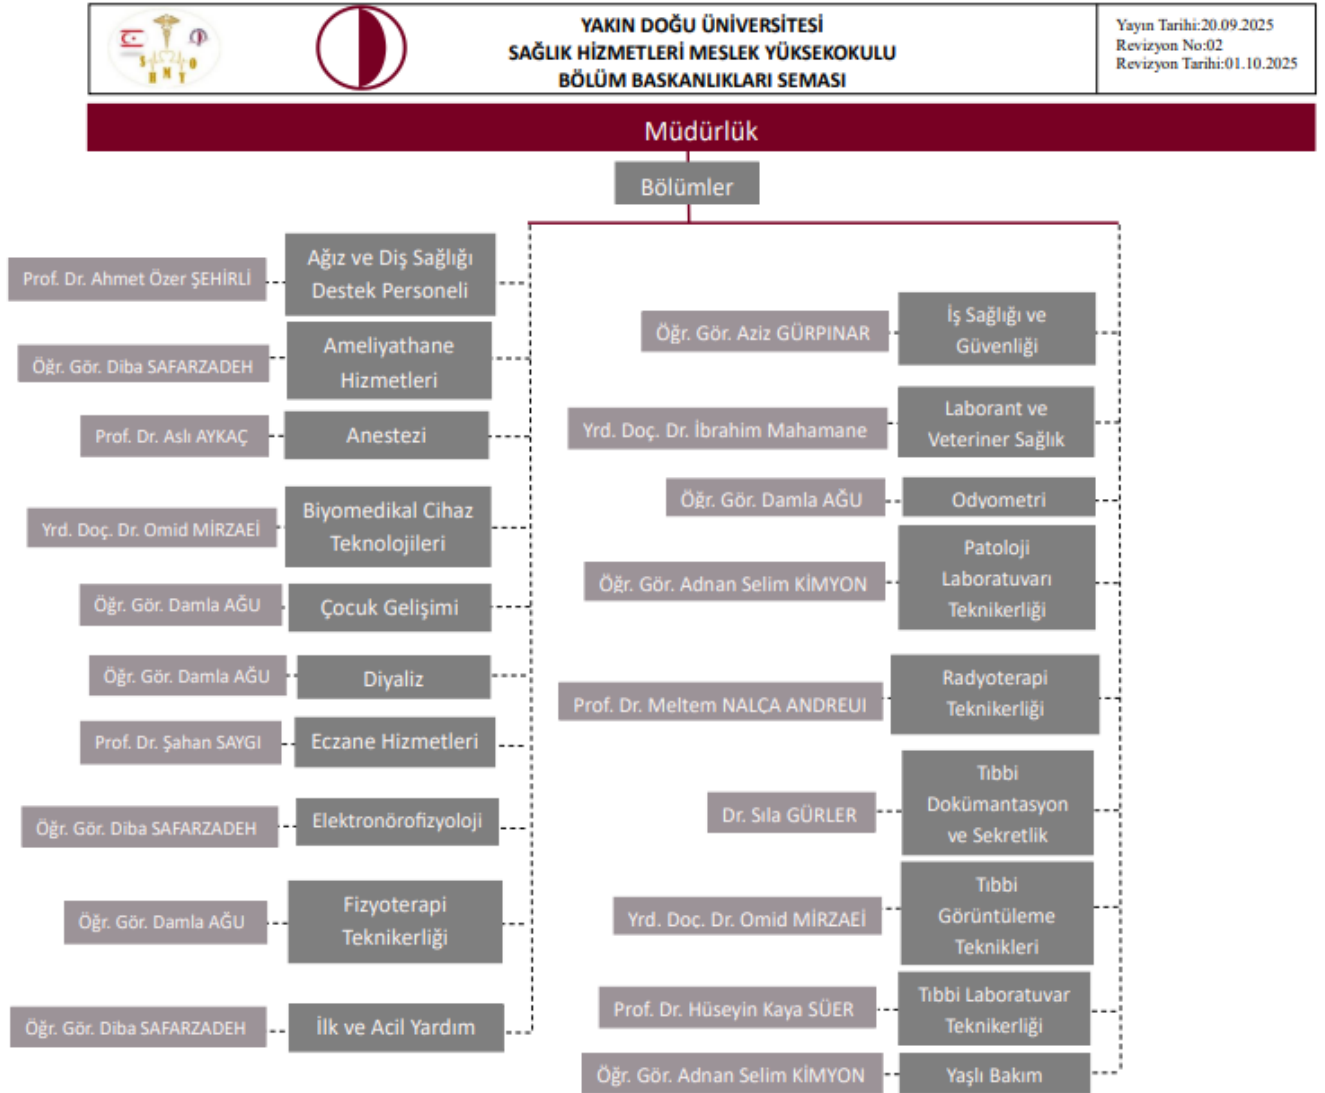 S H M Y O
YAKIN DOĞU ÜNİVERSİTESİ
SAĞLIK HİZMETLERİ MESLEK YÜKSEKOKULU
BÖLÜM BASKANLIKLARI SEMASI
Yayın Tarihi:20.09.2025
Revizyon No:02
Revizyon Tarihi:01.10.2025
Müdürlük
Bölümler
Prof. Dr. Ahmet Özer ŞEHİRLİ
Ağız ve Diş Sağlığı
Destek Personeli
Öğr. Gör. Diba SAFARZADEH
Ameliyathane
Hizmetleri
Prof. Dr. Aslı AYKAÇ
Anestezi
Yrd. Doç. Dr. Omid MİRZAEİ
Biyomedikal Cihaz
Teknolojileri
Öğr. Gör. Damla AĞU
Çocuk Gelişimi
Öğr. Gör. Damla AĞU
Diyaliz
Prof. Dr. Şahan SAYGI
Eczane Hizmetleri
Öğr. Gör. Diba SAFARZADEH
Elektronörofizyoloji
Öğr. Gör. Damla AĞU
Fizyoterapi
Teknikerliği
Öğr. Gör. Diba SAFARZADEH
İlk ve Acil Yardım
Öğr. Gör. Aziz GÜRPINAR
İş Sağlığı ve
Güvenliği
Yrd. Doç. Dr. İbrahim Mahamane
Laborant ve
Veteriner Sağlık
Öğr. Gör. Damla AĞU
Odyometri
Öğr. Gör. Adnan Selim KİMYON
Patoloji
Laboratuvarı
Teknikerliği
Prof. Dr. Meltem NALÇA ANDREUI
Radyoterapi
Teknikerliği
Dr. Sıla GÜRLER
Tıbbi
Dokümantasyon
ve Sekretlik
Yrd. Doç. Dr. Omid MİRZAEİ
Tıbbi
Görüntüleme
Teknikleri
Prof. Dr. Hüseyin Kaya SÜER
Tıbbi Laboratuvar
Teknikerliği
Öğr. Gör. Adnan Selim KİMYON
Yaşlı Bakım